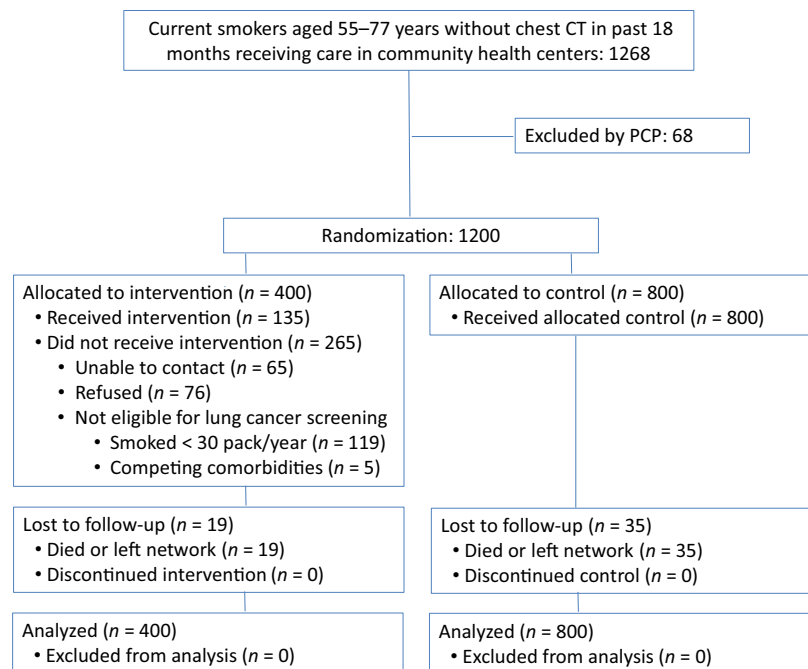 Current smokers aged 55–77 years without chest CT in past 18
months receiving care in community health centers: 1268
Excluded by PCP: 68
Randomization: 1200
Allocated to intervention (n = 400)
• Received intervention (n = 135)
• Did not receive intervention (n = 265)
• Unable to contact (n = 65)
• Refused (n = 76)
• Not eligible for lung cancer screening
• Smoked < 30 pack/year (n = 119)
• Competing comorbidities (n = 5)
Allocated to control (n = 800)
• Received allocated control (n = 800)
Lost to follow-up (n = 19)
• Died or left network (n = 19)
• Discontinued intervention (n = 0)
Lost to follow-up (n = 35)
• Died or left network (n = 35)
• Discontinued control (n = 0)
Analyzed (n = 400)
• Excluded from analysis (n = 0)
Analyzed (n = 800)
• Excluded from analysis (n = 0)